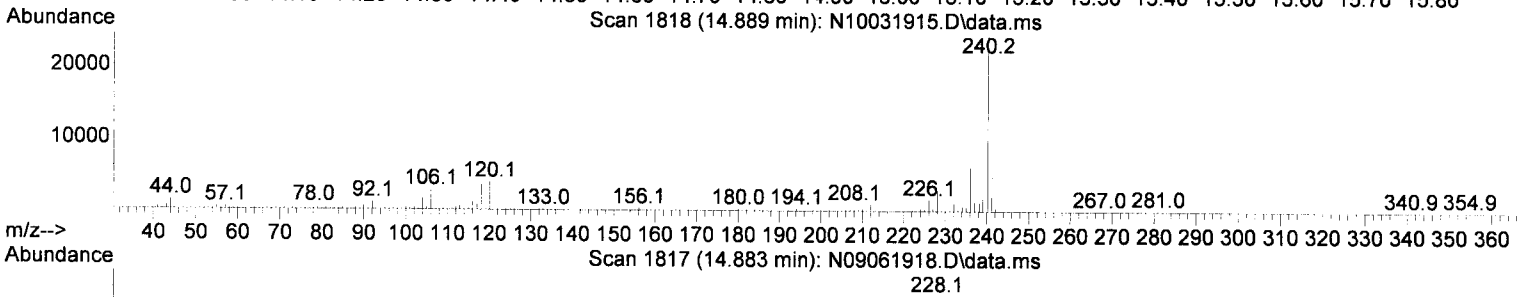 Abundance
Scan 1818 (14.889 min): N10031915.D\data.ms
240.2
20000
10000
44.0 57.1 78.0 92.1 106.1 120.1 133.0 156.1 180.0 194.1 208.1 226.1 267.0 281.0 340.9 354.9
m/z--> 40 50 60 70 80 90 100 110 120 130 140 150 160 170 180 190 200 210 220 230 240 250 260 270 280 290 300 310 320 330 340 350 360
Abundance
Scan 1817 (14.883 min): N09061918.D\data.ms
228.1